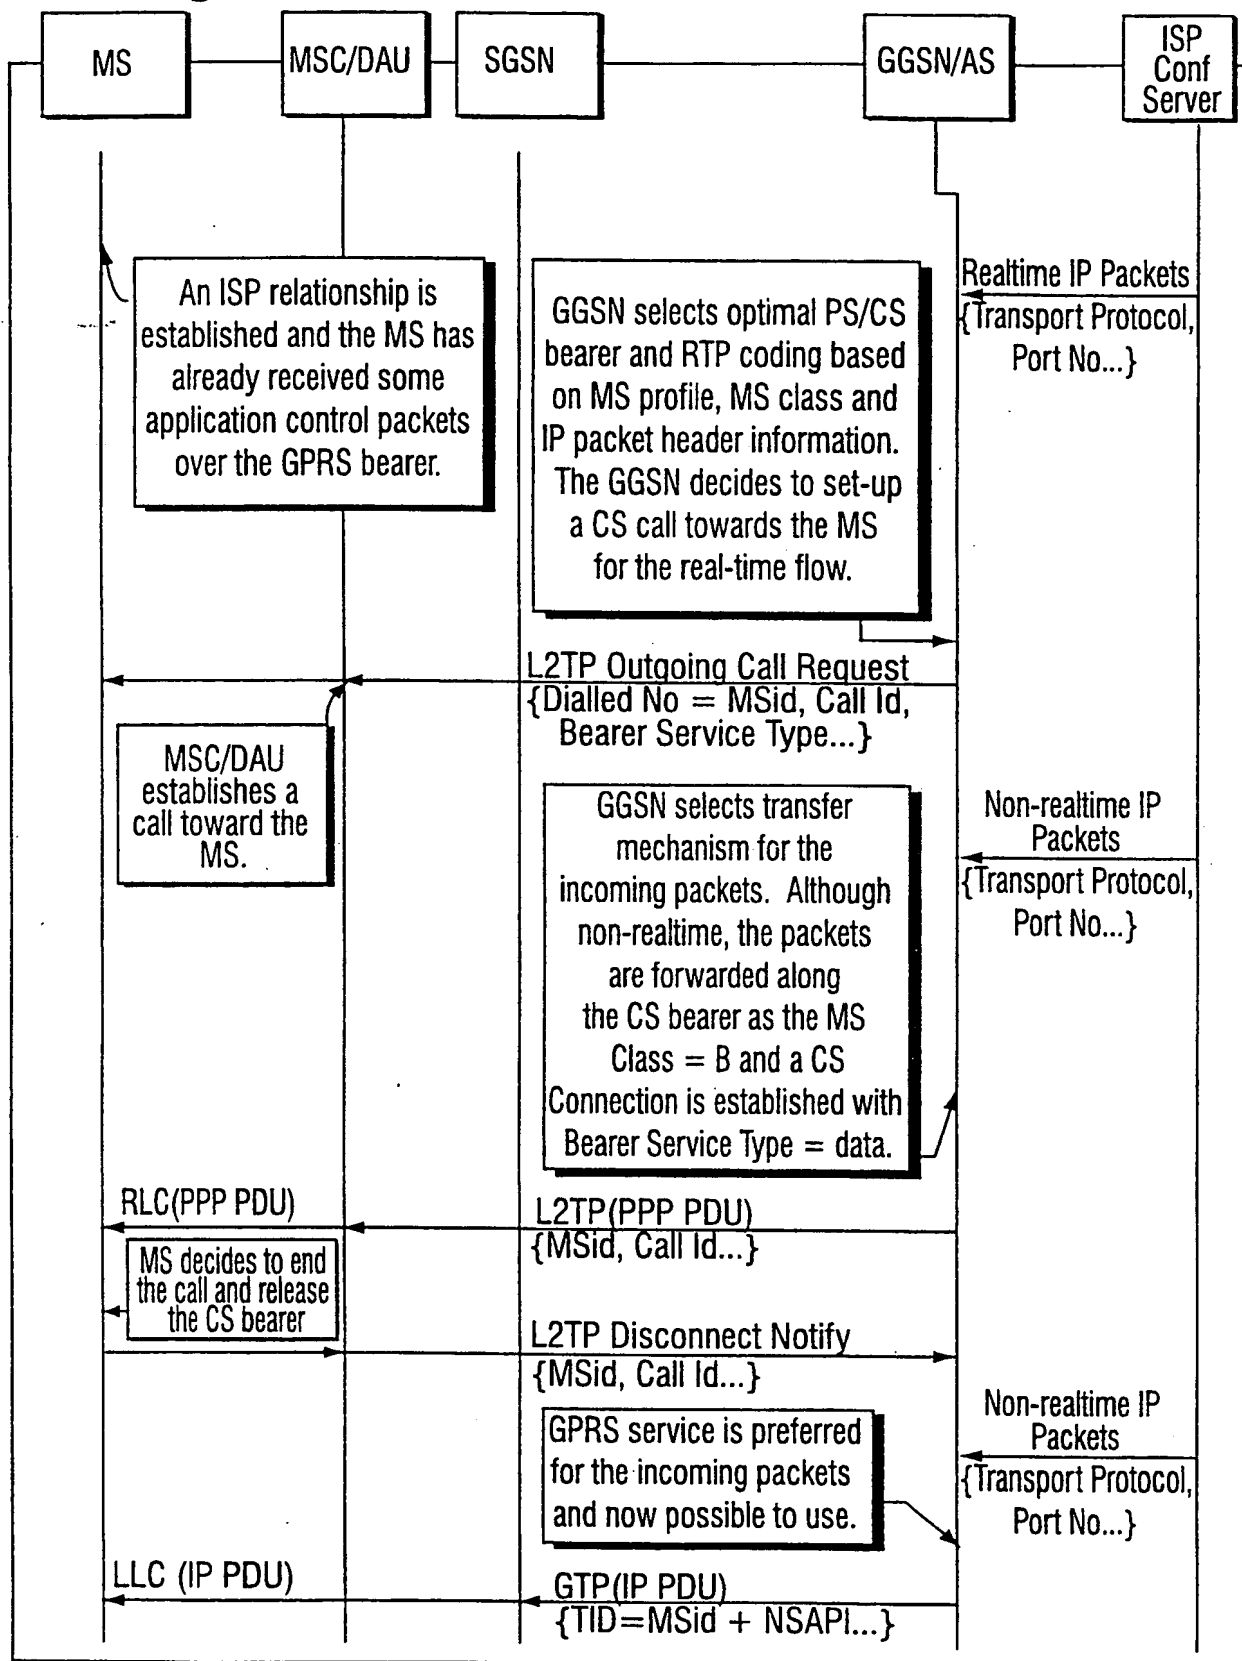 MS
MSC/DAU
SGSN
GGSN/AS
ISP
Conf
Server
An ISP relationship is
established and the MS has
already received some
application control packets
over the GPRS bearer.
GGSN selects optimal PS/CS
bearer and RTP coding based
on MS profile, MS class and
IP packet header information.
The GGSN decides to set-up
a CS call towards the MS
for the real-time flow.
Realtime IP Packets
{Transport Protocol,
Port No...}
L2TP Outgoing Call Request
{Dialled No = MSid, Call Id,
Bearer Service Type...}
MSC/DAU
establishes a
call toward the
MS.
GGSN selects transfer
mechanism for the
incoming packets. Although
non-realtime, the packets
are forwarded along
the CS bearer as the MS
Class = B and a CS
Connection is established with
Bearer Service Type = data.
Non-realtime IP
Packets
{Transport Protocol,
Port No...}
RLC(PPP PDU)
L2TP(PPP PDU)
{MSid, Call Id...}
MS decides to end
the call and release
the CS bearer
L2TP Disconnect Notify
{MSid, Call Id...}
GPRS service is preferred
for the incoming packets
and now possible to use.
Non-realtime IP
Packets
{Transport Protocol,
Port No...}
LLC (IP PDU)
GTP(IP PDU)
{TID=MSid + NSAPI...}